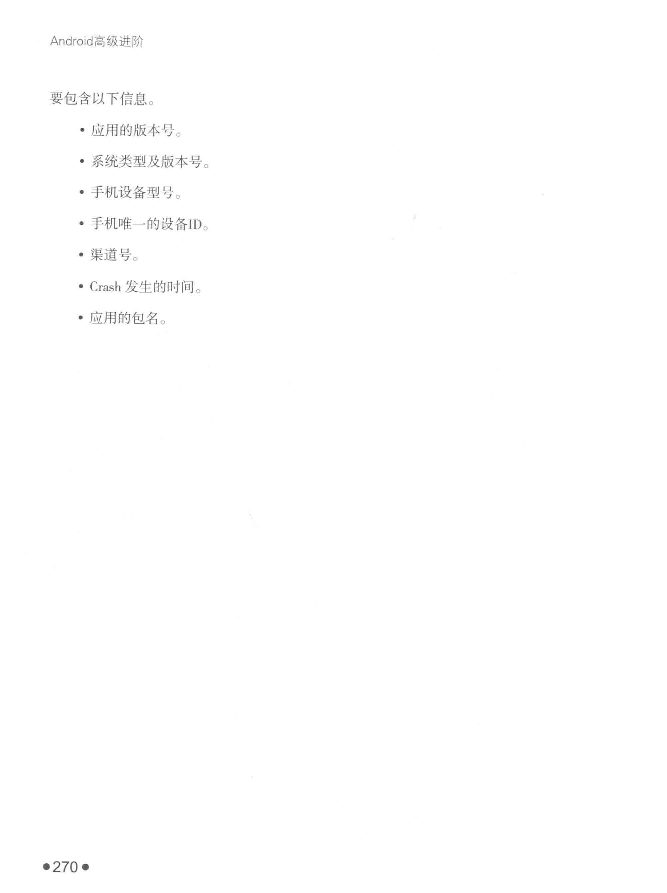 Android高级进阶
要包含以下信息。
• 应用的版本号。
• 系统类型及版本号。
• 手机设备型号。
• 手机唯一的设备ID。
• 渠道号。
• Crash 发生的时间。
• 应用的包名。
●270●